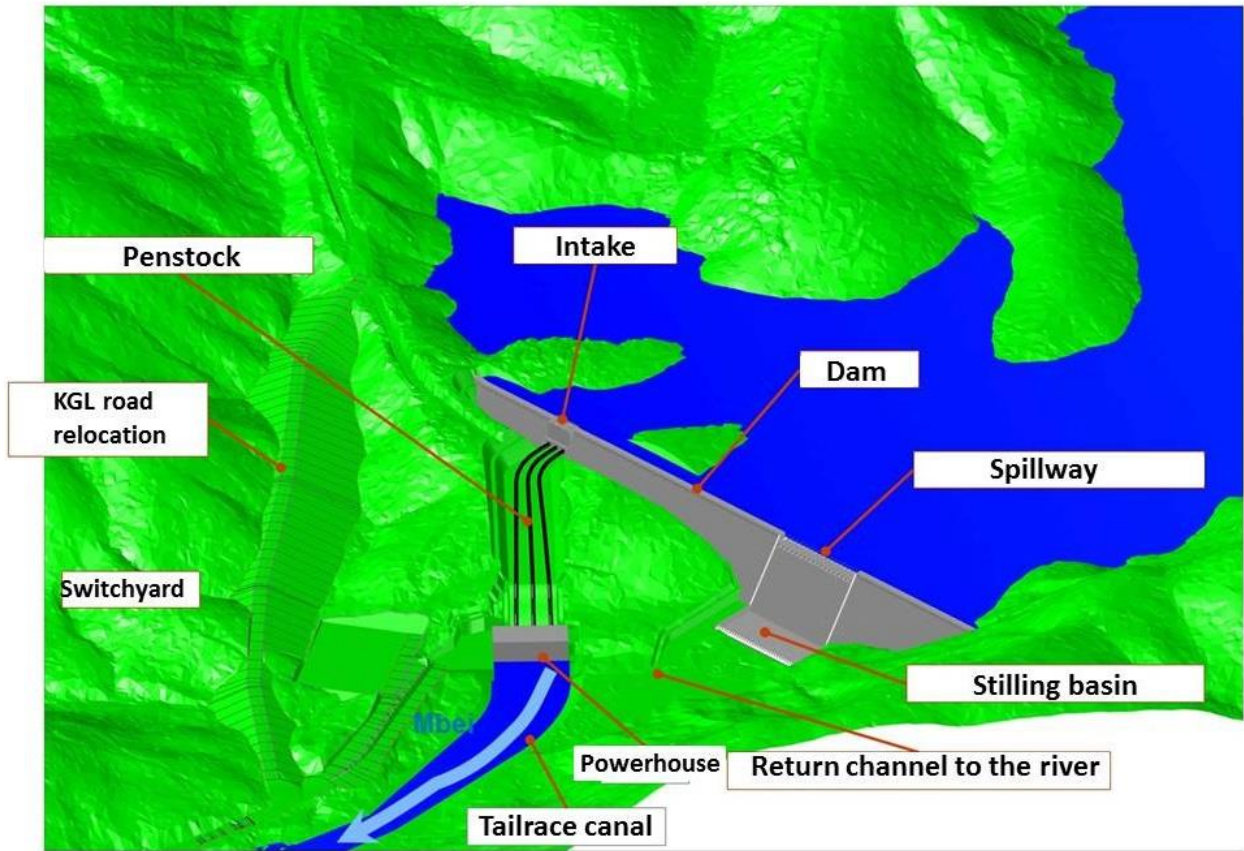 Penstock
Intake
Dam
KGL road
relocation
Spillway
Switchyard
Stilling basin
Mbei
Powerhouse
Return channel to the river
Tailrace canal